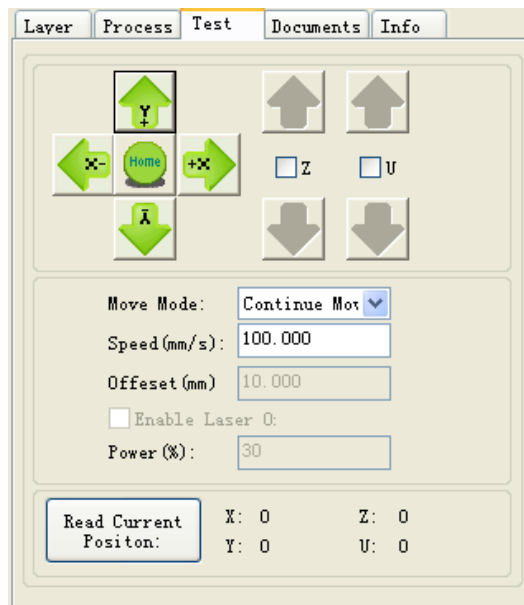 Layer Process Test Documents Info
Y
+
X- Home +X Z U
Y
-
Move Mode: Continue Mov
Speed(mm/s): 100.000
Offeset(mm) 10.000
Enable Laser 0:
Power(%): 30
Read Current Positon: X: 0 Z: 0
Y: 0 U: 0